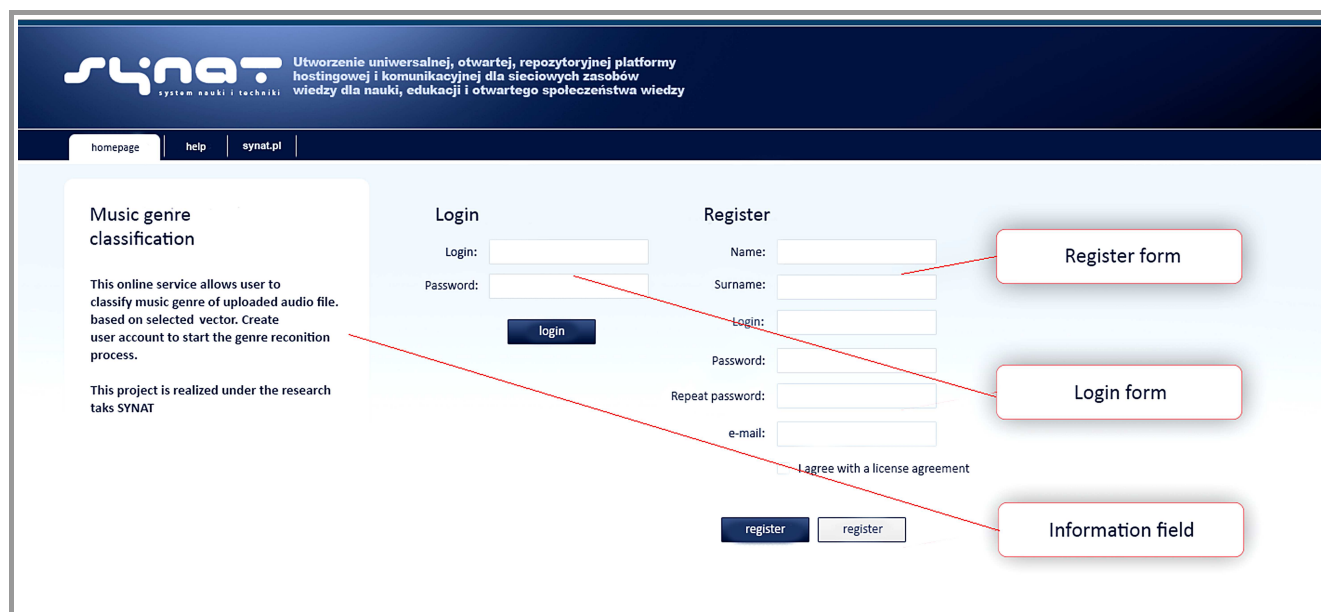 synat
system nauki i techniki
Utworzenie uniwersalnej, otwartej, repozytoryjnej platformy
hostingowej i komunikacyjnej dla sieciowych zasobów
wiedzy dla nauki, edukacji i otwartego społeczeństwa wiedzy
homepage
help
synat.pl
Music genre
classification
This online service allows user to
classify music genre of uploaded audio file.
based on selected vector. Create
user account to start the genre reconition
process.
This project is realized under the research
taks SYNAT
Login
Login:
Password:
login
Register
Name:
Surname:
Login:
Password:
Repeat password:
e-mail:
I agree with a license agreement
register
register
Register form
Login form
Information field